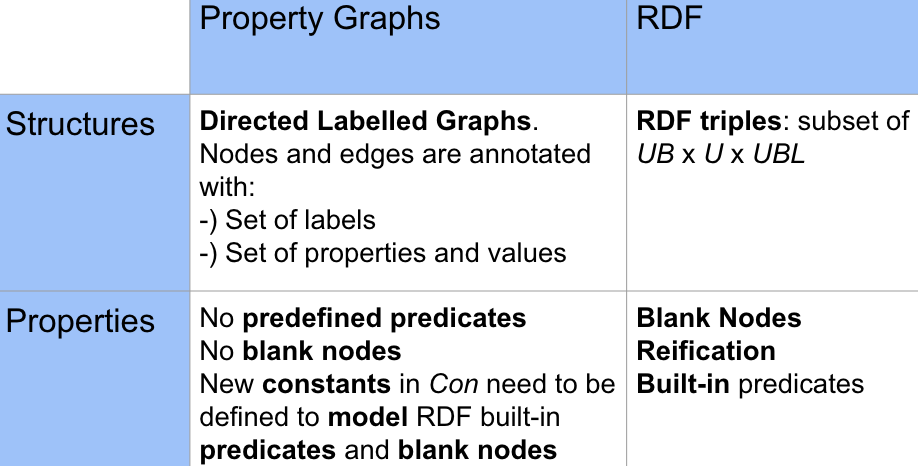 Property Graphs
RDF
Structures
Directed Labelled Graphs.
Nodes and edges are annotated
with:
-) Set of labels
-) Set of properties and values
RDF triples: subset of
UB x U x UBL
Properties
No predefined predicates
No blank nodes
New constants in Con need to be
defined to model RDF built-in
predicates and blank nodes
Blank Nodes
Reification
Built-in predicates